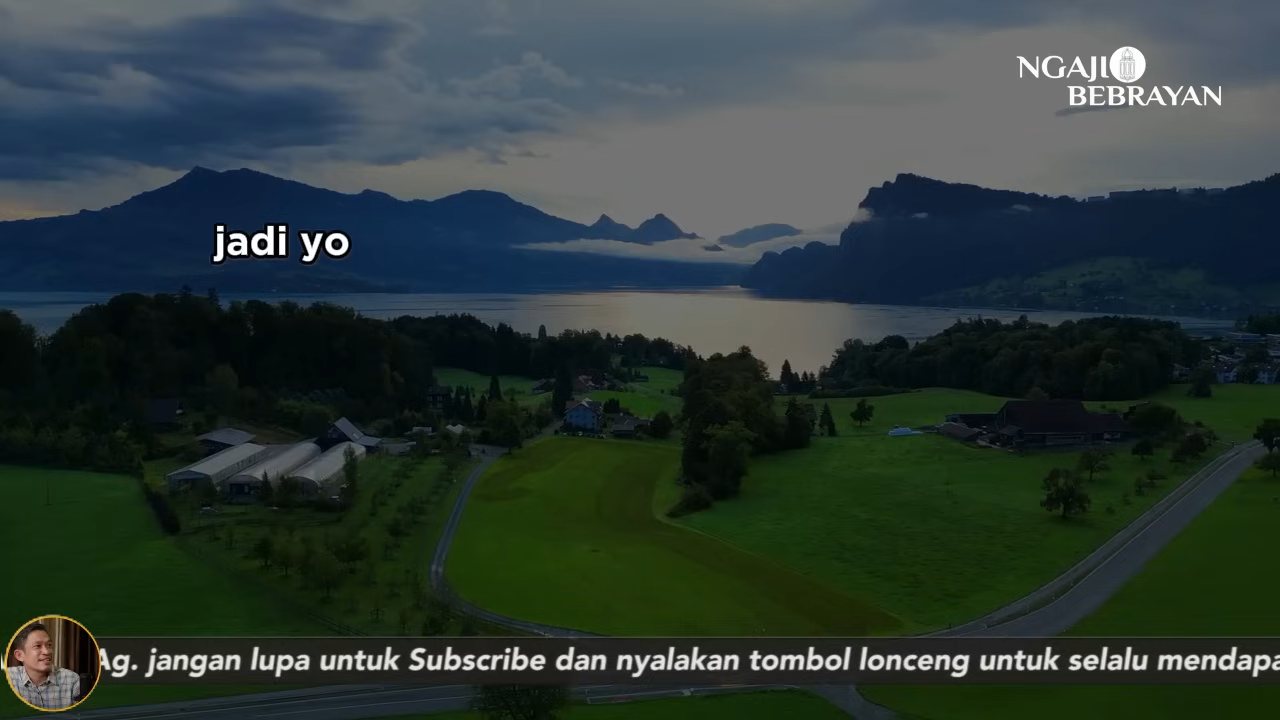 NGAJI
BEBRAYAN
jadi yo
Ag. jangan lupa untuk Subscribe dan nyalakan tombol lonceng untuk selalu mendapa